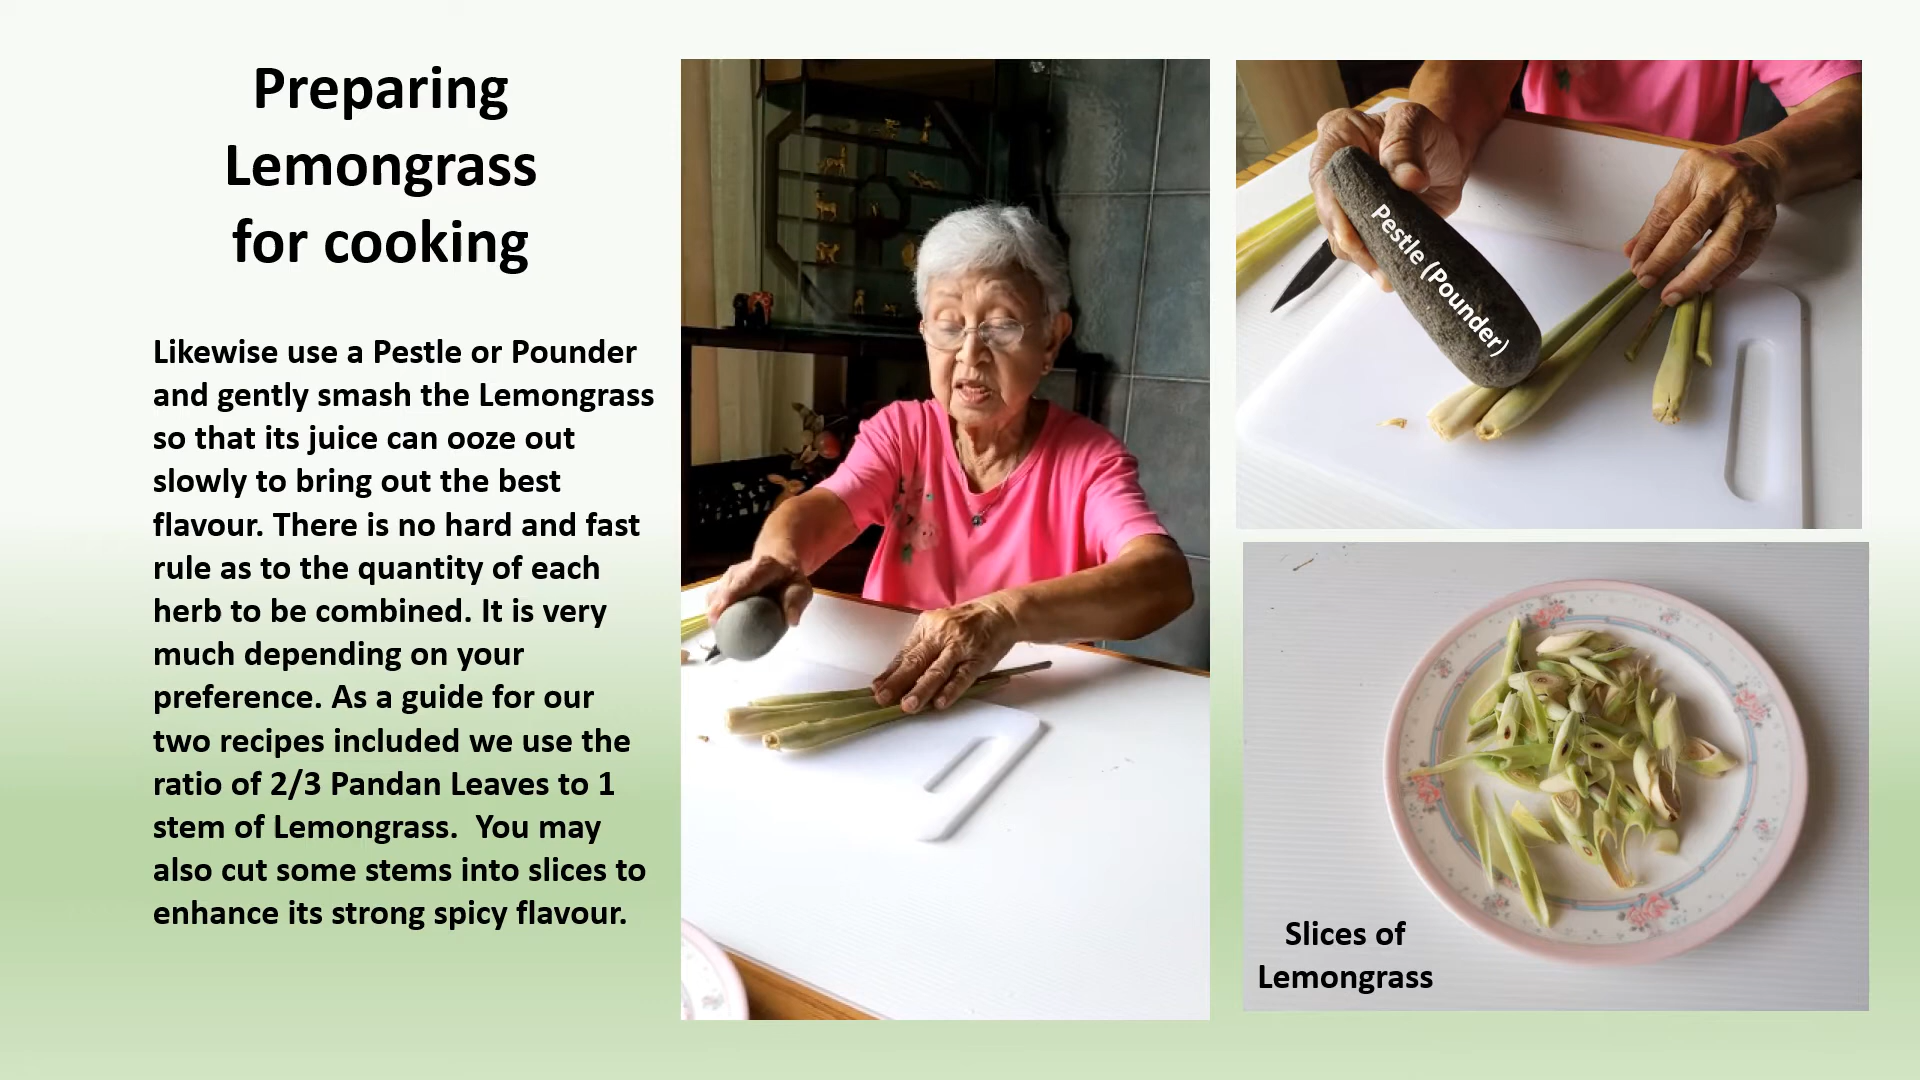 Preparing
Lemongrass
for cooking
Likewise use a Pestle or Pounder
and gently smash the Lemongrass
so that its juice can ooze out
slowly to bring out the best
flavour. There is no hard and fast
rule as to the quantity of each
herb to be combined. It is very
much depending on your
preference. As a guide for our
two recipes included we use the
ratio of 2/3 Pandan Leaves to 1
stem of Lemongrass.  You may
also cut some stems into slices to
enhance its strong spicy flavour.
Pestle (Pounder)
Slices of
Lemongrass